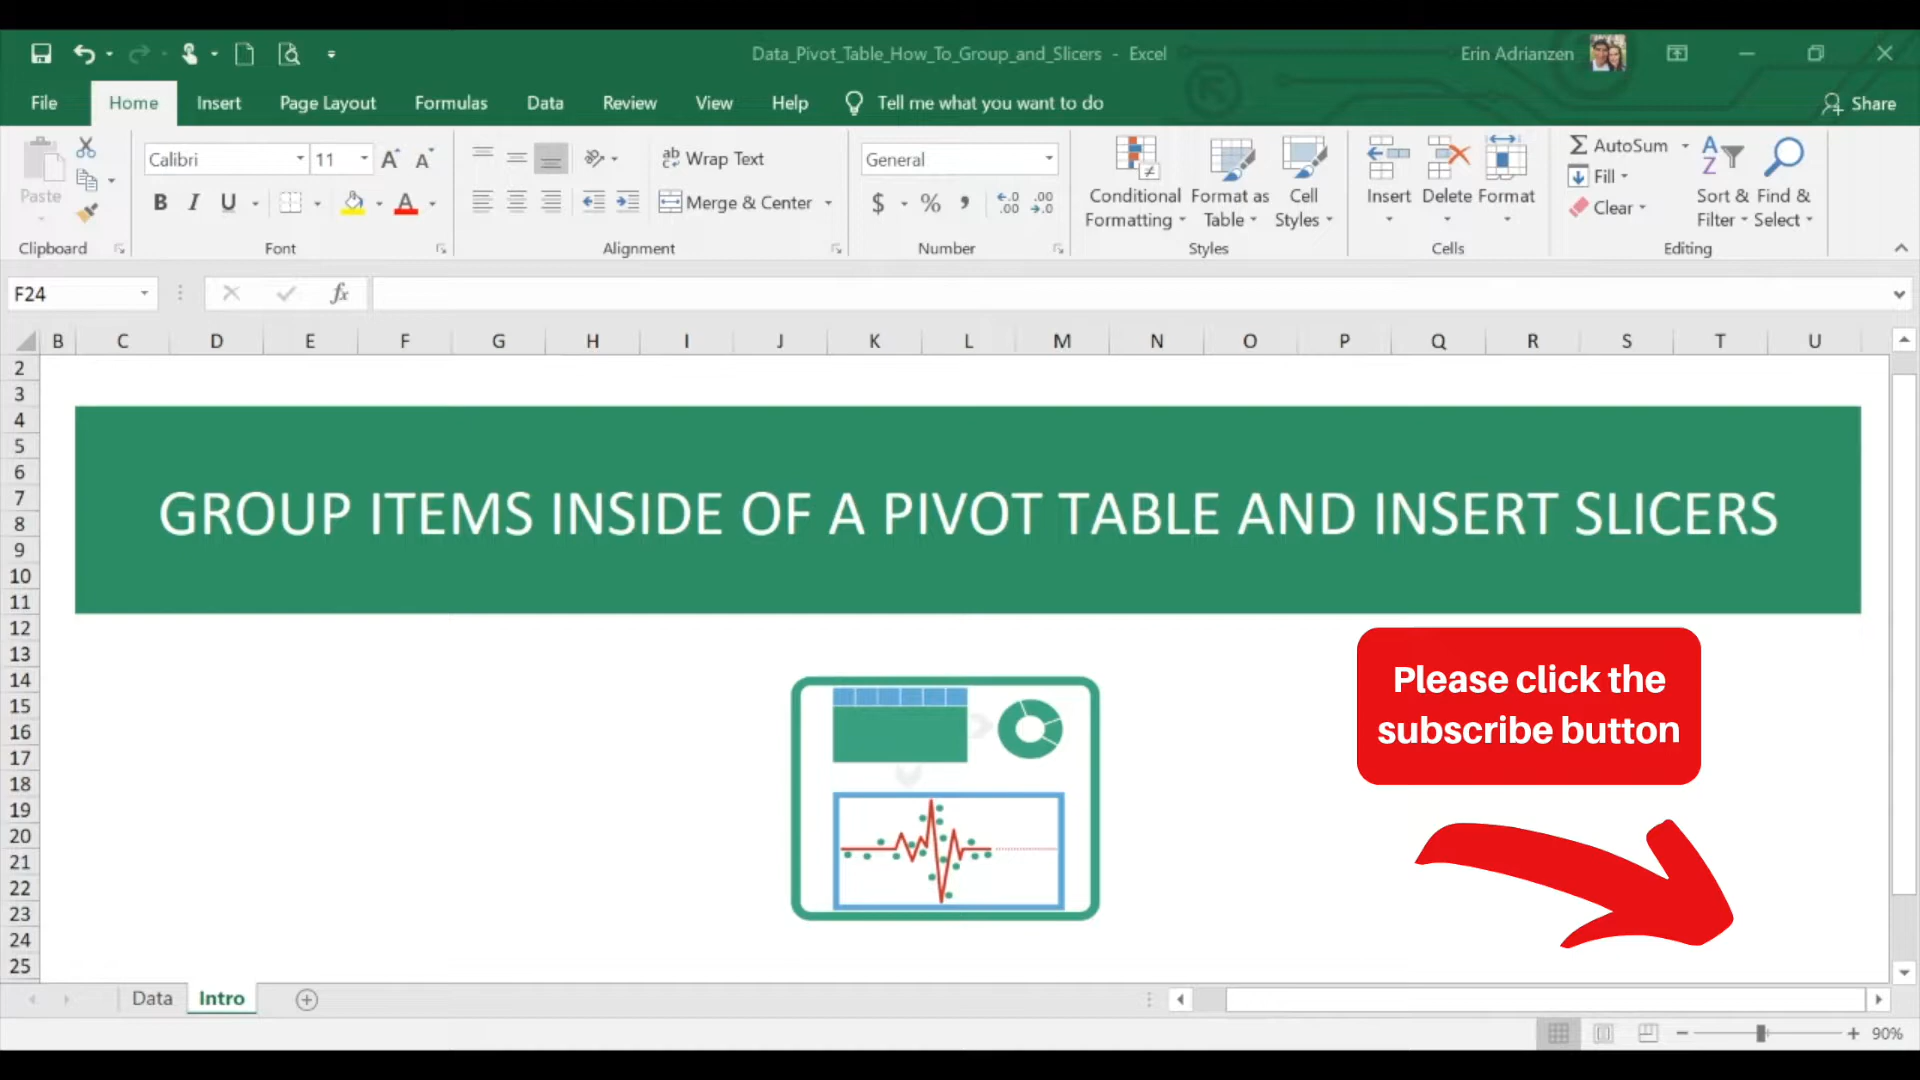 Data_Pivot_Table_How_To_Group_and_Slicers - Excel
Erin Adrianzen
File Home Insert Page Layout Formulas Data Review View Help Tell me what you want to do Share
Paste
Clipboard
Calibri 11
B I U A
Font
ab Wrap Text
Merge & Center
Alignment
General
$ % ,
Number
Conditional Formatting
Format as Table
Cell Styles
Styles
Insert Delete Format
Cells
AutoSum
Fill
Clear
Sort & Filter
Find & Select
Editing
F24 fx
B C D E F G H I J K L M N O P Q R S T U
2
3
4
5
6
7
8
9
10
11
12
13
14
15
16
17
18
19
20
21
22
23
24
25
GROUP ITEMS INSIDE OF A PIVOT TABLE AND INSERT SLICERS
Please click the
subscribe button
Data Intro
90%